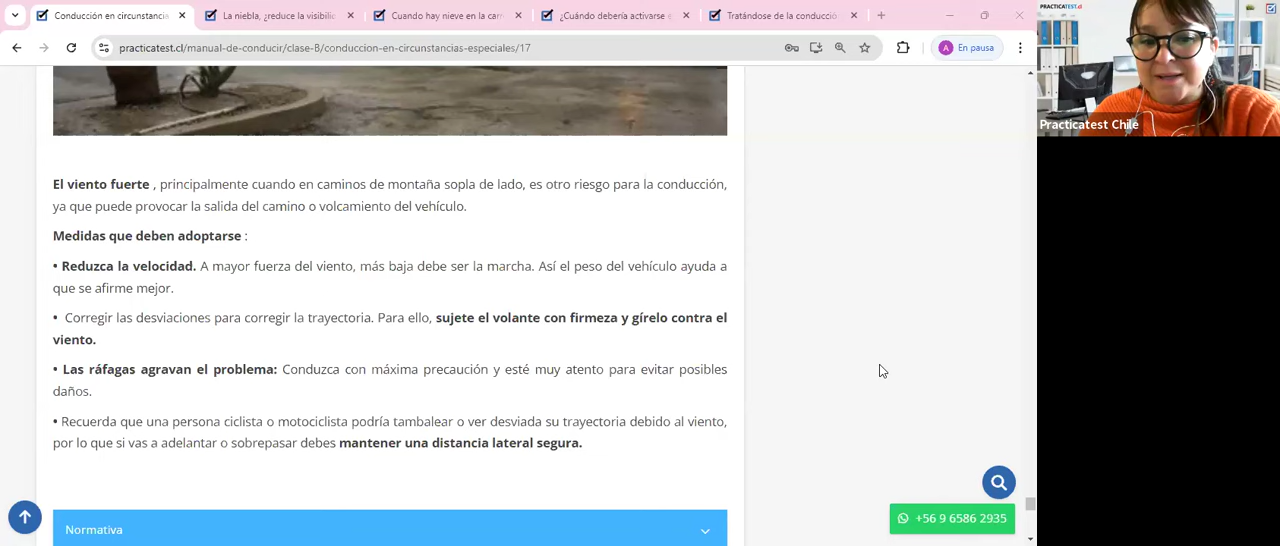 Conducción en circunstancias
La niebla, ¿reduce la visibilid
Cuando hay nieve en la carr
¿Cuándo debería activarse e
Tratándose de la conducció
practicatest.cl/manual-de-conducir/clase-B/conduccion-en-circunstancias-especiales/17
A En pausa
PRACTICATEST.cl
Practicatest Chile
El viento fuerte , principalmente cuando en caminos de montaña sopla de lado, es otro riesgo para la conducción,
ya que puede provocar la salida del camino o volcamiento del vehículo.
Medidas que deben adoptarse :
• Reduzca la velocidad. A mayor fuerza del viento, más baja debe ser la marcha. Así el peso del vehículo ayuda a
que se afirme mejor.
• Corregir las desviaciones para corregir la trayectoria. Para ello, sujete el volante con firmeza y gírelo contra el
viento.
• Las ráfagas agravan el problema: Conduzca con máxima precaución y esté muy atento para evitar posibles
daños.
• Recuerda que una persona ciclista o motociclista podría tambalear o ver desviada su trayectoria debido al viento,
por lo que si vas a adelantar o sobrepasar debes mantener una distancia lateral segura.
+56 9 6586 2935
Normativa